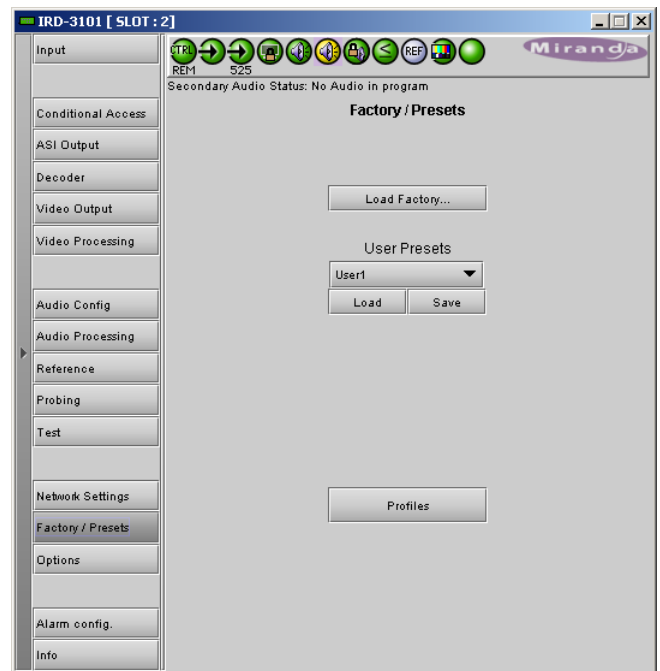 IRD-3101 [ SLOT : 2]
Input
CTRL
REF
Miranda
REM
525
Secondary Audio Status: No Audio in program
Factory / Presets
Conditional Access
ASI Output
Decoder
Video Output
Video Processing
Audio Config
Audio Processing
Reference
Probing
Test
Network Settings
Factory / Presets
Options
Alarm config.
Info
Load Factory...
User Presets
User1
Load
Save
Profiles